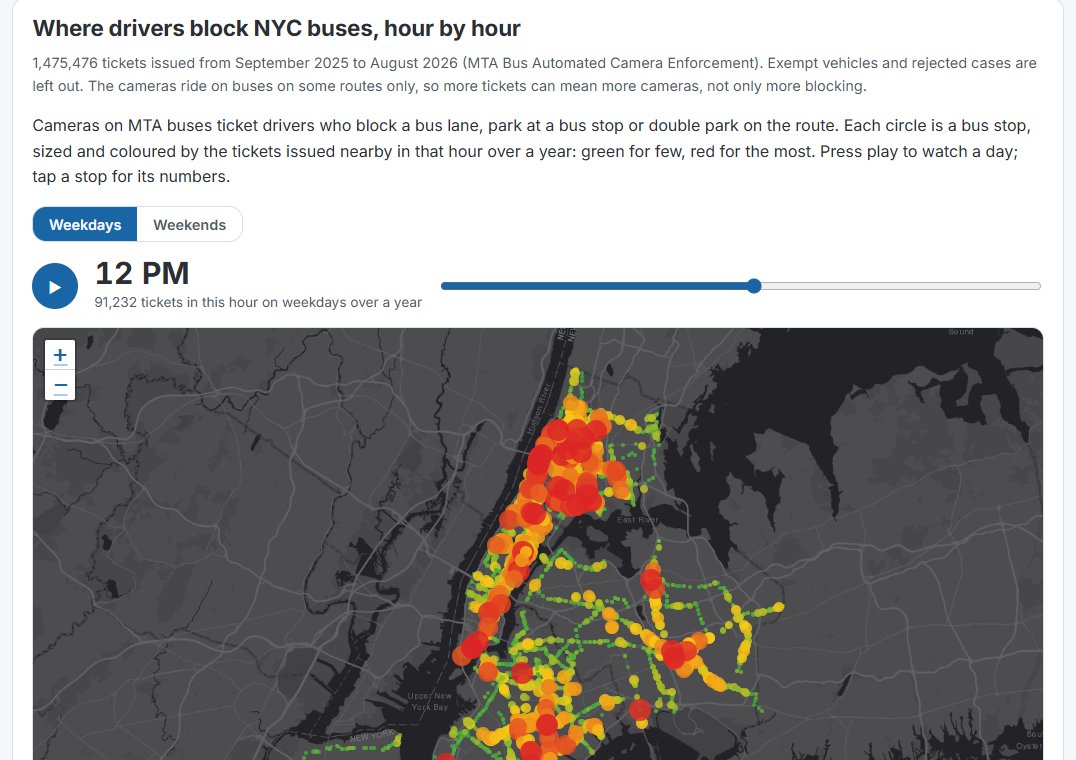 Where drivers block NYC buses, hour by hour
1,475,476 tickets issued from September 2025 to August 2026 (MTA Bus Automated Camera Enforcement). Exempt vehicles and rejected cases are
left out. The cameras ride on buses on some routes only, so more tickets can mean more cameras, not only more blocking.
Cameras on MTA buses ticket drivers who block a bus lane, park at a bus stop or double park on the route. Each circle is a bus stop,
sized and coloured by the tickets issued nearby in that hour over a year: green for few, red for the most. Press play to watch a day;
tap a stop for its numbers.
Weekdays Weekends
12 PM
91,232 tickets in this hour on weekdays over a year
+
−
Sound
Hudson River
East River
Upper New
York Bay
NEW YORK